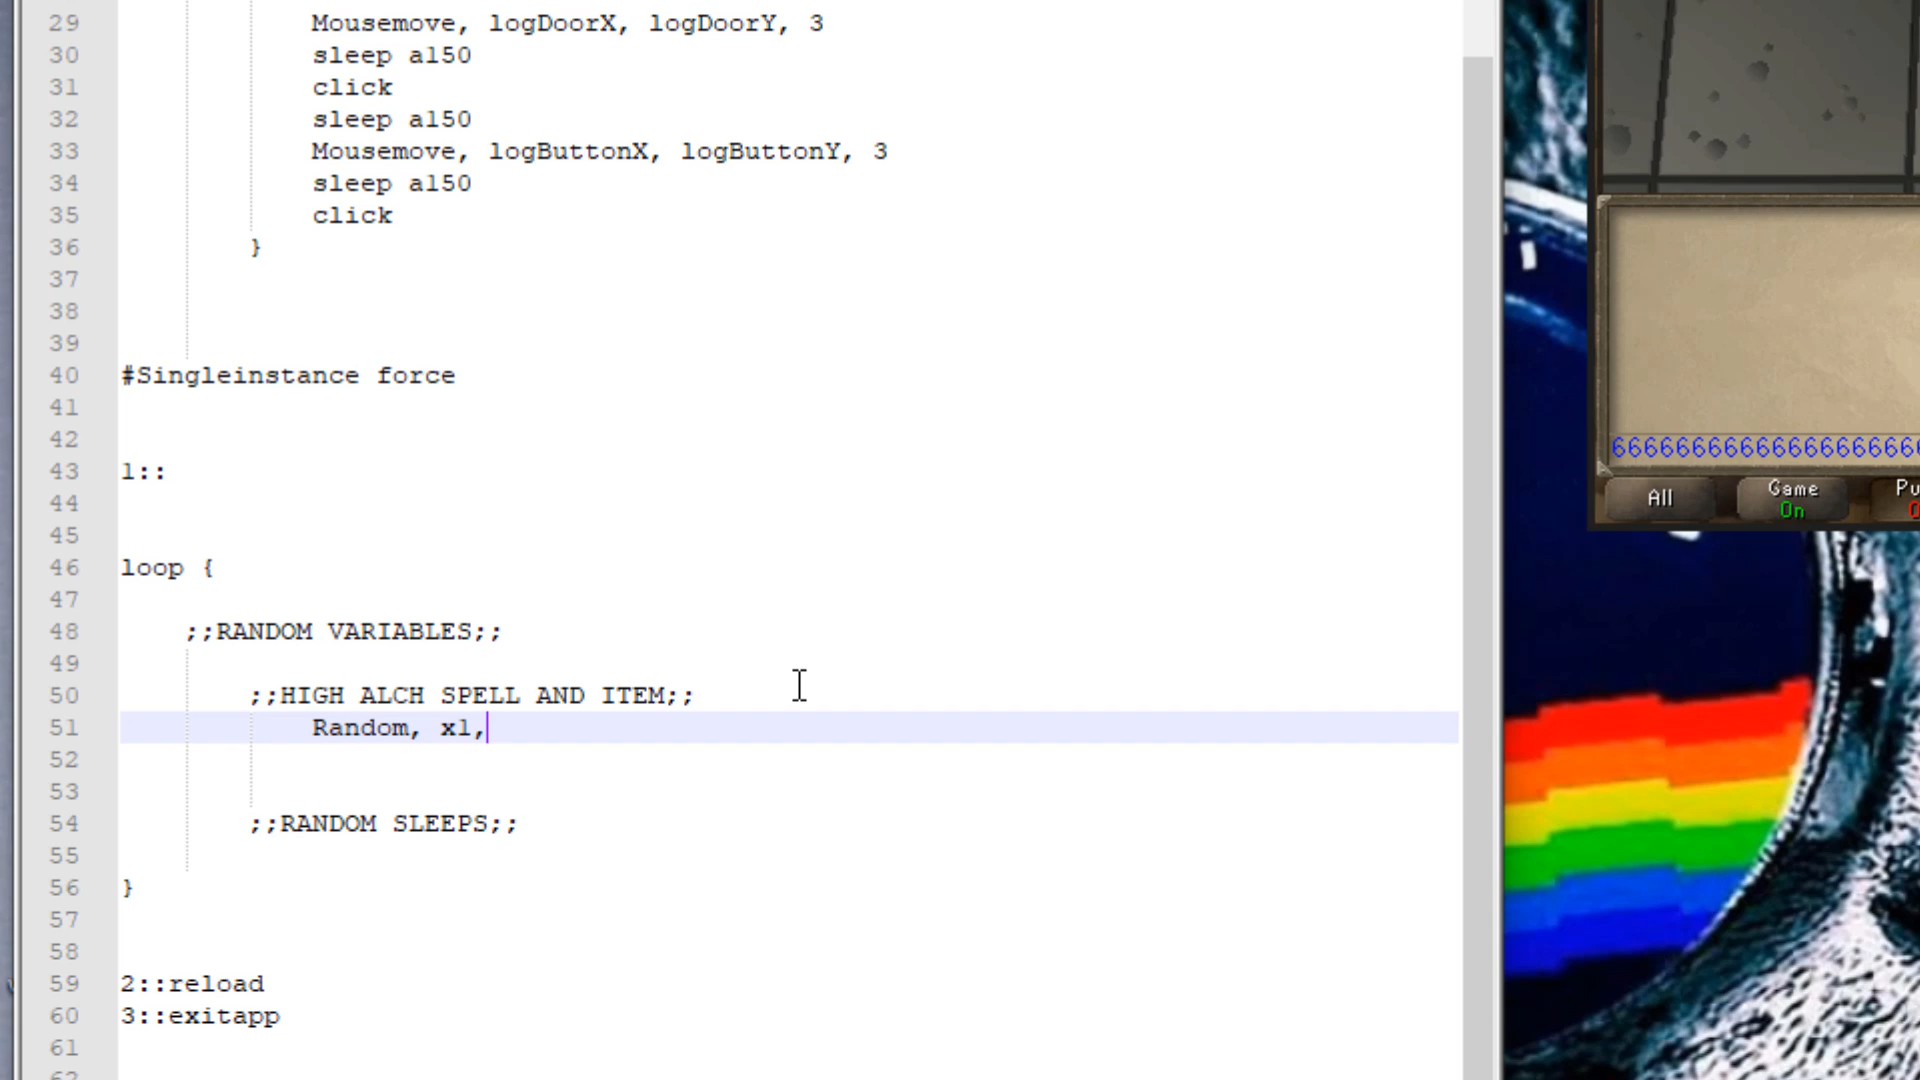 29 Mousemove, logDoorX, logDoorY, 3
30 sleep a150
31 click
32 sleep a150
33 Mousemove, logButtonX, logButtonY, 3
34 sleep a150
35 click
36 }
37
38
39
40 #Singleinstance force
41
42
43 1::
44
45
46 loop {
47
48 ;;RANDOM VARIABLES;;
49
50 ;;HIGH ALCH SPELL AND ITEM;;
51 Random, x1,
52
53
54 ;;RANDOM SLEEPS;;
55
56 }
57
58
59 2::reload
60 3::exitapp
61
66666666666666666666
All
Game
On